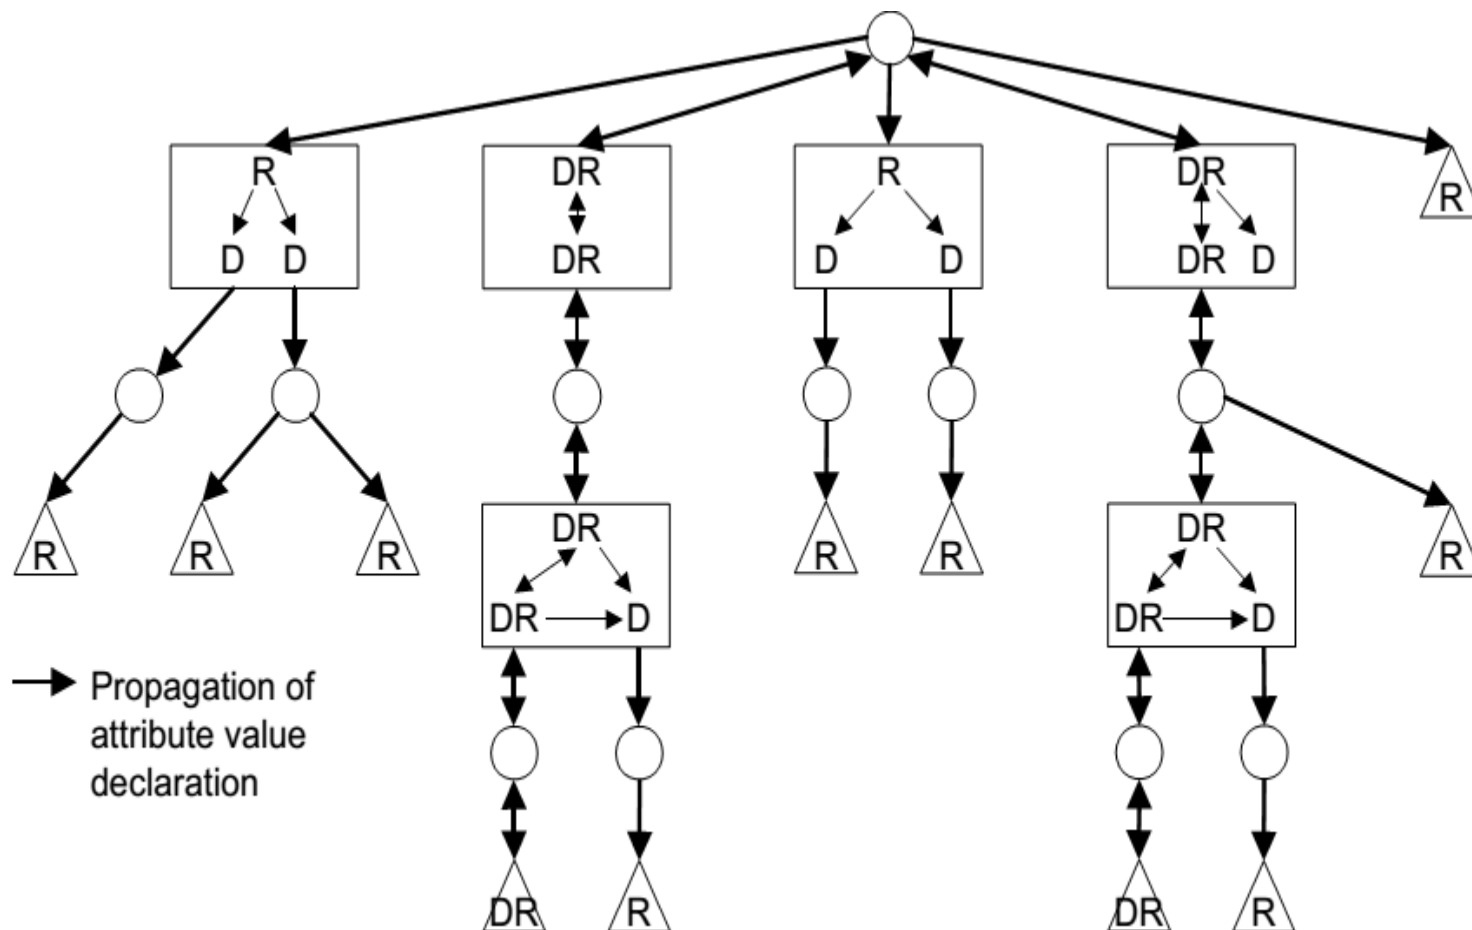 R DR R DR R
D D DR D D DR D
R R R DR R R DR R
DR D DR D
Propagation of
attribute value
declaration
DR R DR R